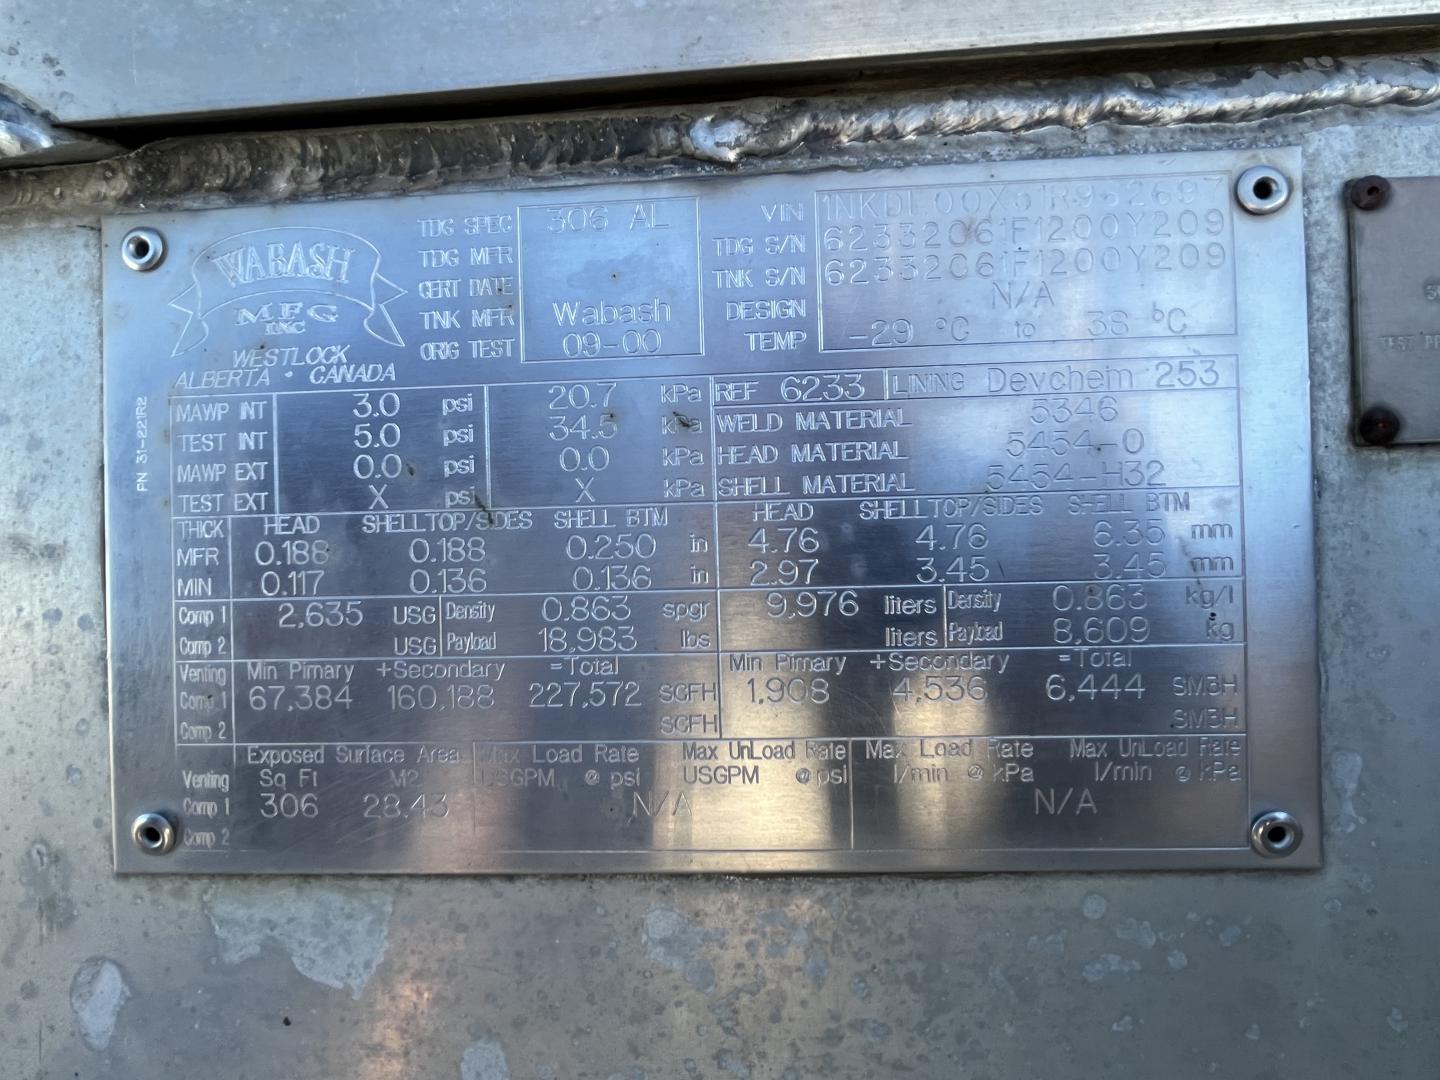 WABASH
MFG
INC
WESTLOCK
ALBERTA • CANADA
PN 31-221R2
TDG SPEC 306 AL
TDG MFR
CERT DATE
TNK MFR Wabash
ORIG TEST 09-00
VIN
TDG S/N 62332061F1200Y209
TNK S/N 62332061F1200Y209
DESIGN N/A
TEMP -29 °C to 38 °C
MAWP INT 3.0 psi 20.7 kPa
TEST INT 5.0 psi 34.5 kPa
MAWP EXT 0.0 psi 0.0 kPa
TEST EXT X psi X kPa
REF 6233 LINING Devchem 253
WELD MATERIAL 5346
HEAD MATERIAL 5454-0
SHELL MATERIAL 5454-H32
THICK HEAD SHELLTOP/SIDES SHELL BTM HEAD SHELLTOP/SIDES SHELL BTM
MFR 0.188 0.188 0.250 in 4.76 4.76 6.35 mm
MIN 0.117 0.136 0.136 in 2.97 3.45 3.45 mm
Comp 1 2,635 USG Density 0.863 spgr 9,976 liters Density 0.863 kg/l
Comp 2 USG Payload 18,983 lbs liters Payload 8,609 kg
Venting Min Pimary +Secondary =Total Min Pimary +Secondary =Total
Comp 1 67,384 160,188 227,572 SCFH 1,908 4,536 6,444 SM3H
Comp 2 SCFH SM3H
Exposed Surface Area Max Load Rate Max UnLoad Rate Max Load Rate Max UnLoad Rate
Venting Sq Ft M2 USGPM @ psi USGPM @ psi l/min @ kPa l/min @ kPa
Comp 1 306 28.43 N/A N/A
Comp 2